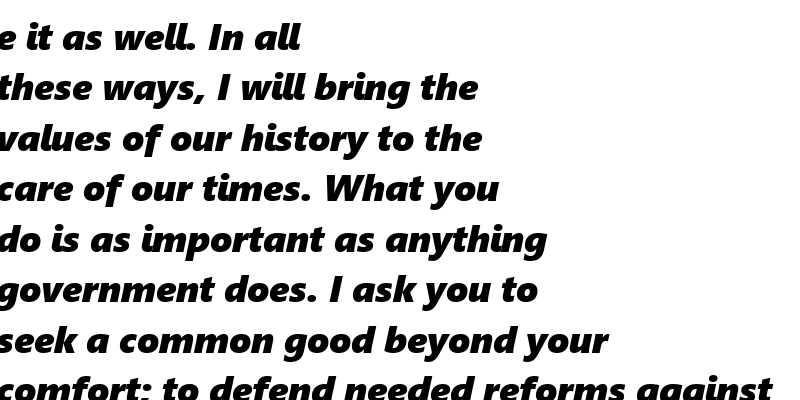 e it as well. In all
these ways, I will bring the
values of our history to the
care of our times. What you
do is as important as anything
government does. I ask you to
seek a common good beyond your
comfort; to defend needed reforms against